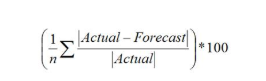 (1/n ∑ |Actual – Forecast| / |Actual|) * 100